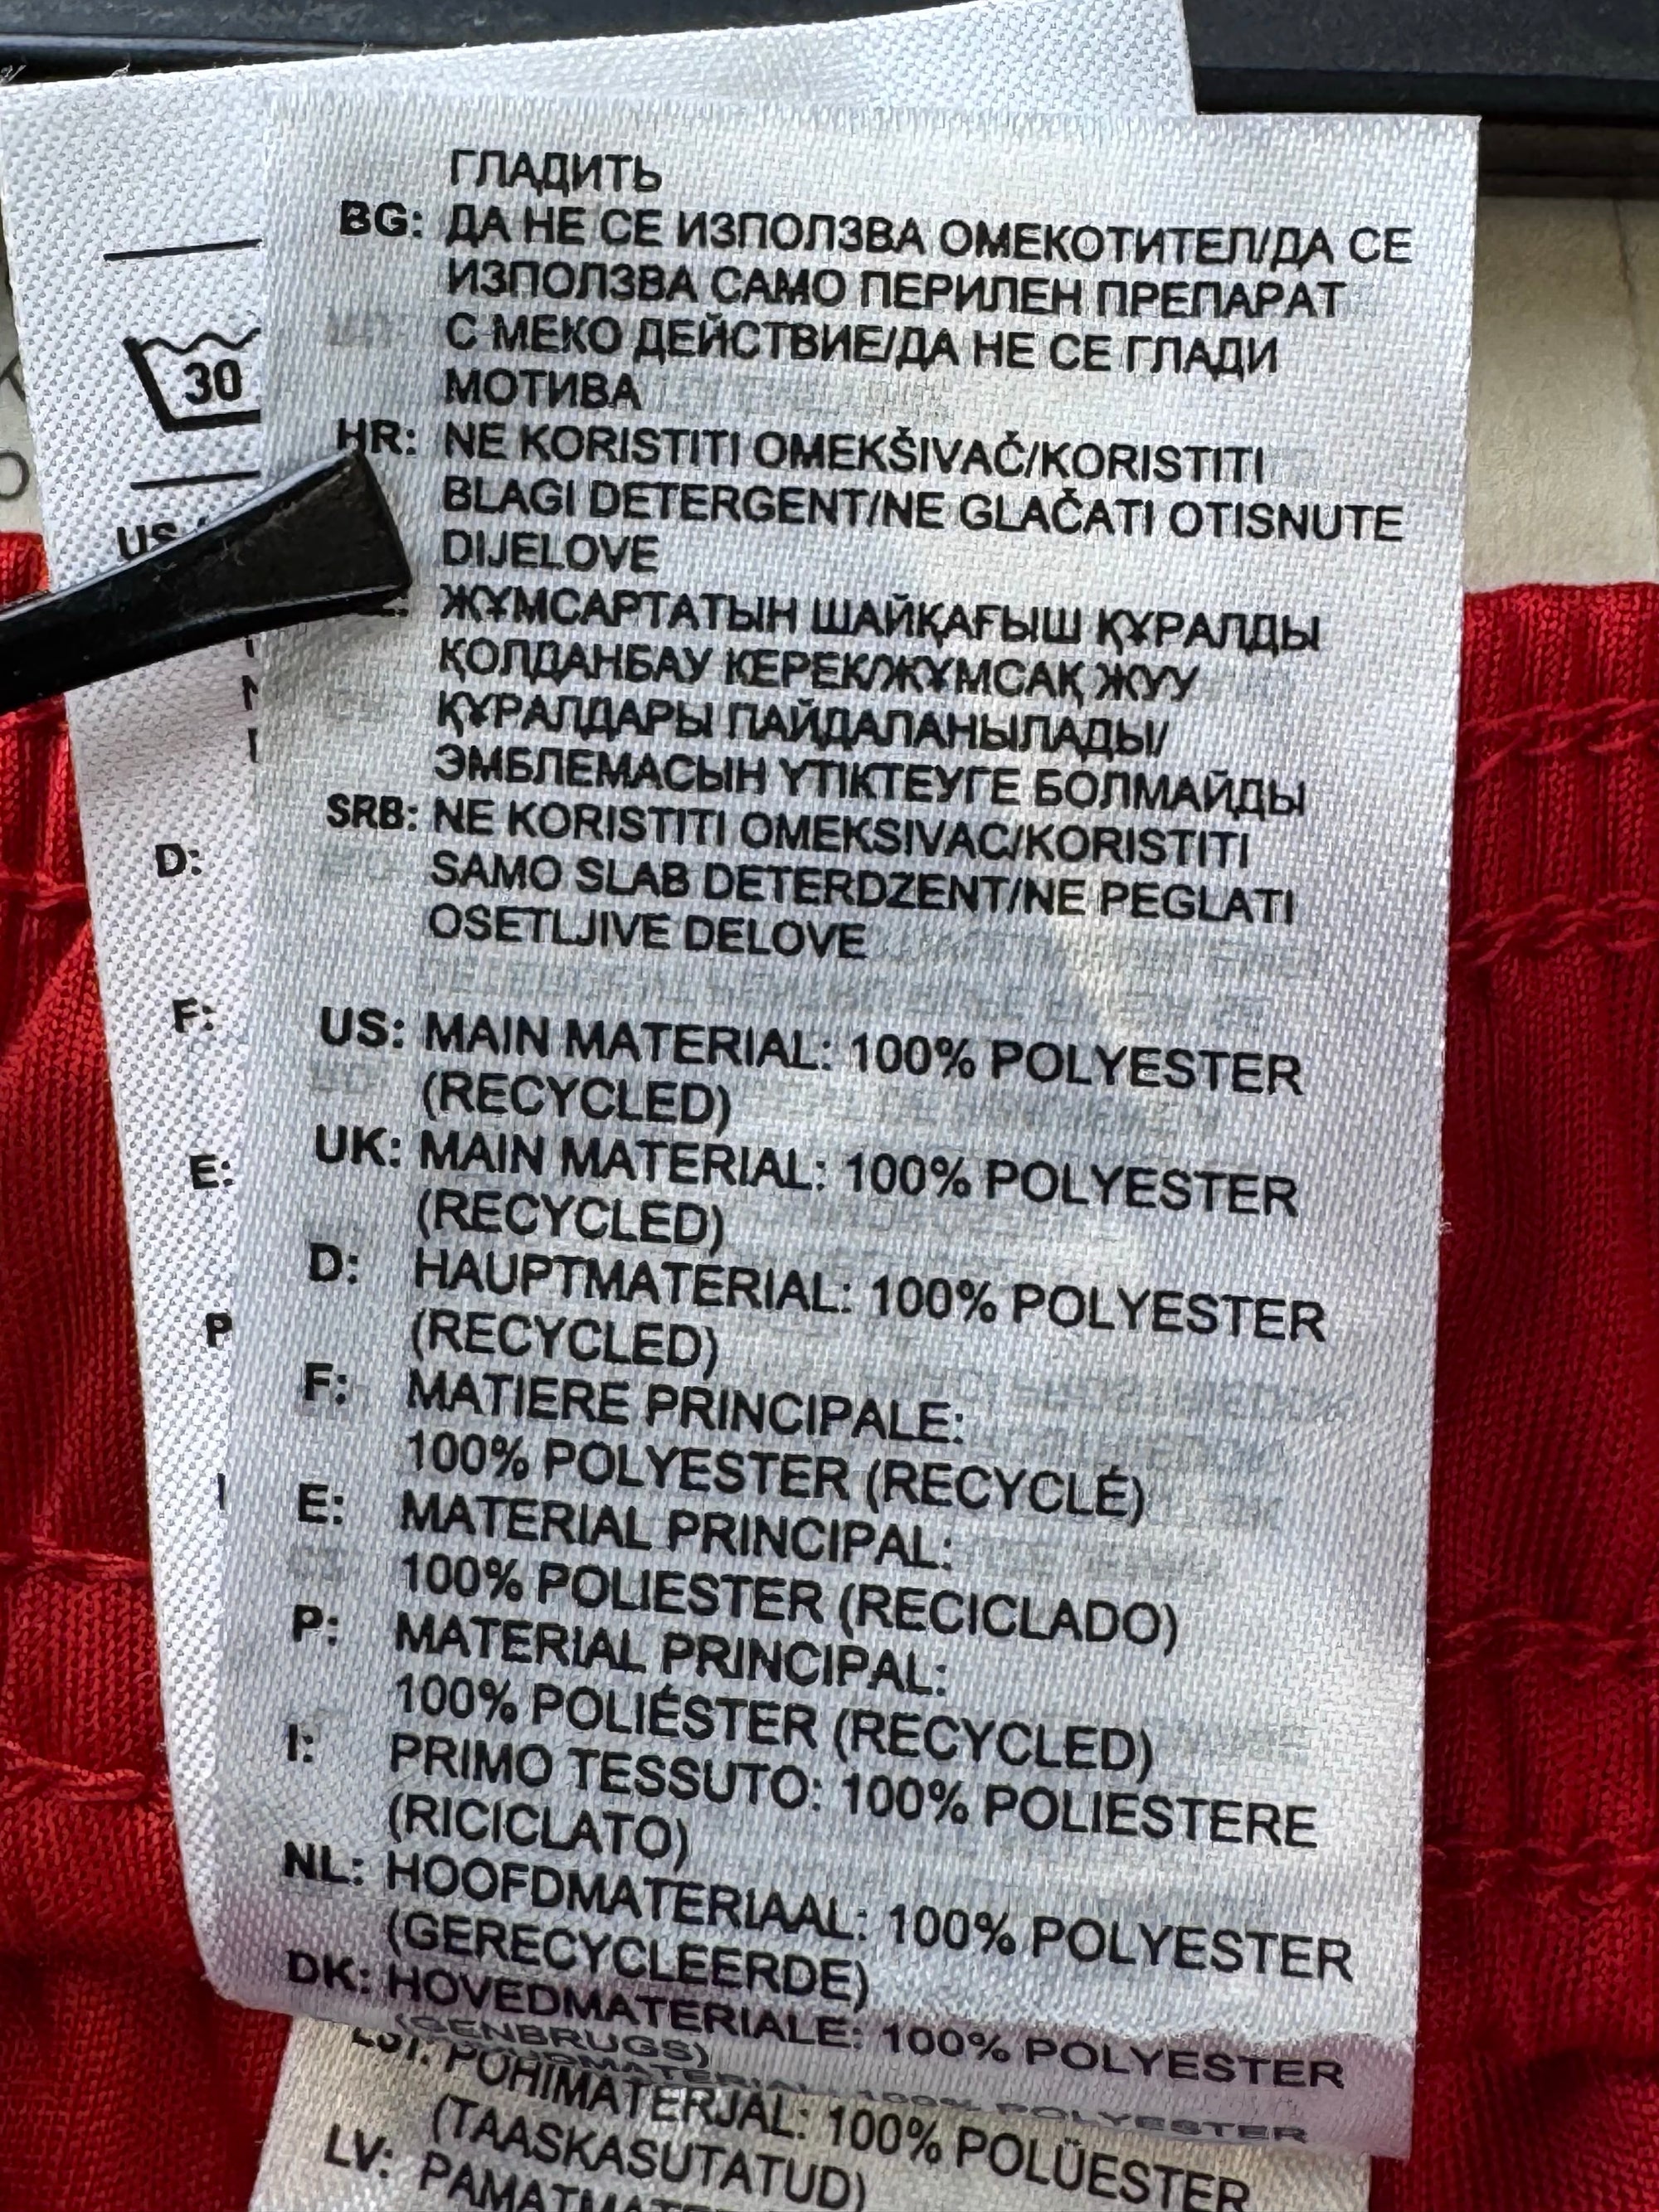 ГЛАДИТЬ
BG: ДА НЕ СЕ ИЗПОЛЗВА ОМЕКОТИТЕЛ/ДА СЕ
ИЗПОЛЗВА САМО ПЕРИЛЕН ПРЕПАРАТ
С МЕКО ДЕЙСТВИЕ/ДА НЕ СЕ ГЛАДИ
МОТИВА
HR: NE KORISTITI OMEKŠIVAČ/KORISTITI
BLAGI DETERGENT/NE GLAČATI OTISNUTE
DIJELOVE
ЖҰМСАРТАТЫН ШАЙҚАҒЫШ ҚҰРАЛДЫ
ҚОЛДАНБАУ КЕРЕК/ЖҰМСАҚ ЖУУ
ҚҰРАЛДАРЫ ПАЙДАЛАНЫЛАДЫ/
ЭМБЛЕМАСЫН ҮТІКТЕУГЕ БОЛМАЙДЫ
SRB: NE KORISTITI OMEKSIVAC/KORISTITI
SAMO SLAB DETERDZENT/NE PEGLATI
OSETLJIVE DELOVE
US: MAIN MATERIAL: 100% POLYESTER
(RECYCLED)
UK: MAIN MATERIAL: 100% POLYESTER
(RECYCLED)
D: HAUPTMATERIAL: 100% POLYESTER
(RECYCLED)
F: MATIERE PRINCIPALE:
100% POLYESTER (RECYCLÉ)
E: MATERIAL PRINCIPAL:
100% POLIESTER (RECICLADO)
P: MATERIAL PRINCIPAL:
100% POLIÉSTER (RECYCLED)
I: PRIMO TESSUTO: 100% POLIESTERE
(RICICLATO)
NL: HOOFDMATERIAAL: 100% POLYESTER
(GERECYCLEERDE)
DK: HOVEDMATERIALE: 100% POLYESTER
(GENBRUGS)
100% POLYESTER
EST: PÕHIMATERJAL: 100% POLÜESTER
(TAASKASUTATUD)
LV:
30
US
D:
F:
E:
P
I